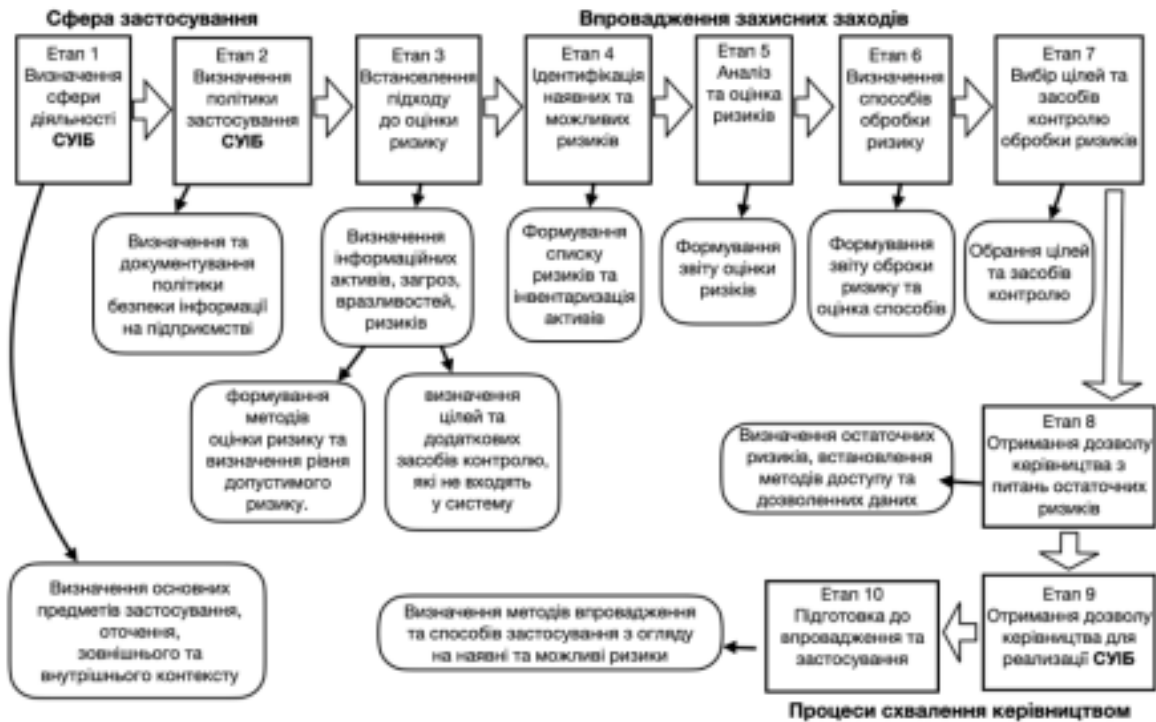 Сфера застосування
Впровадження захисних заходів
Етап 1
Визначення
сфери
діяльності
СУІБ
Етап 2
Визначення
політики
застосування
СУІБ
Етап 3
Встановлення
підходу
до оцінки
ризику
Етап 4
Ідентифікація
наявних та
можливих
ризиків
Етап 5
Аналіз
та оцінка
ризиків
Етап 6
Визначення
способів
обробки
ризику
Етап 7
Вибір цілей та
засобів
контролю
обробки ризиків
Визначення та
документування
політики
безпеки інформації
на підприємстві
Визначення
інформаційних
активів, загроз,
вразливостей,
ризиків
Формування
списку
ризиків та
інвентаризація
активів
Формування
звіту оцінки
ризіків
Формування
звіту оброки
ризику та
оцінка способів
Обрання цілей
та засобів
контролю
формування
методів
оцінки ризику та
визначення рівня
допустимого
ризику.
визначення
цілей та
додаткових
засобів контролю,
які не входять
у систему
Визначення остаточних
ризиків, встановлення
методів доступу та
дозволенних даних
Етап 8
Отримання дозволу
керівництва з
питань остаточних
ризиків
Визначення основних
предметів застосування,
оточення,
зовнішнього та
внутрішнього контексту
Визначення методів впровадження
та способів застосування з огляду
на наявні та можливі ризики
Етап 10
Підготовка до
впровадження та
застосування
Етап 9
Отримання дозволу
керівництва для
реалізації СУІБ
Процеси схвалення керівництвом